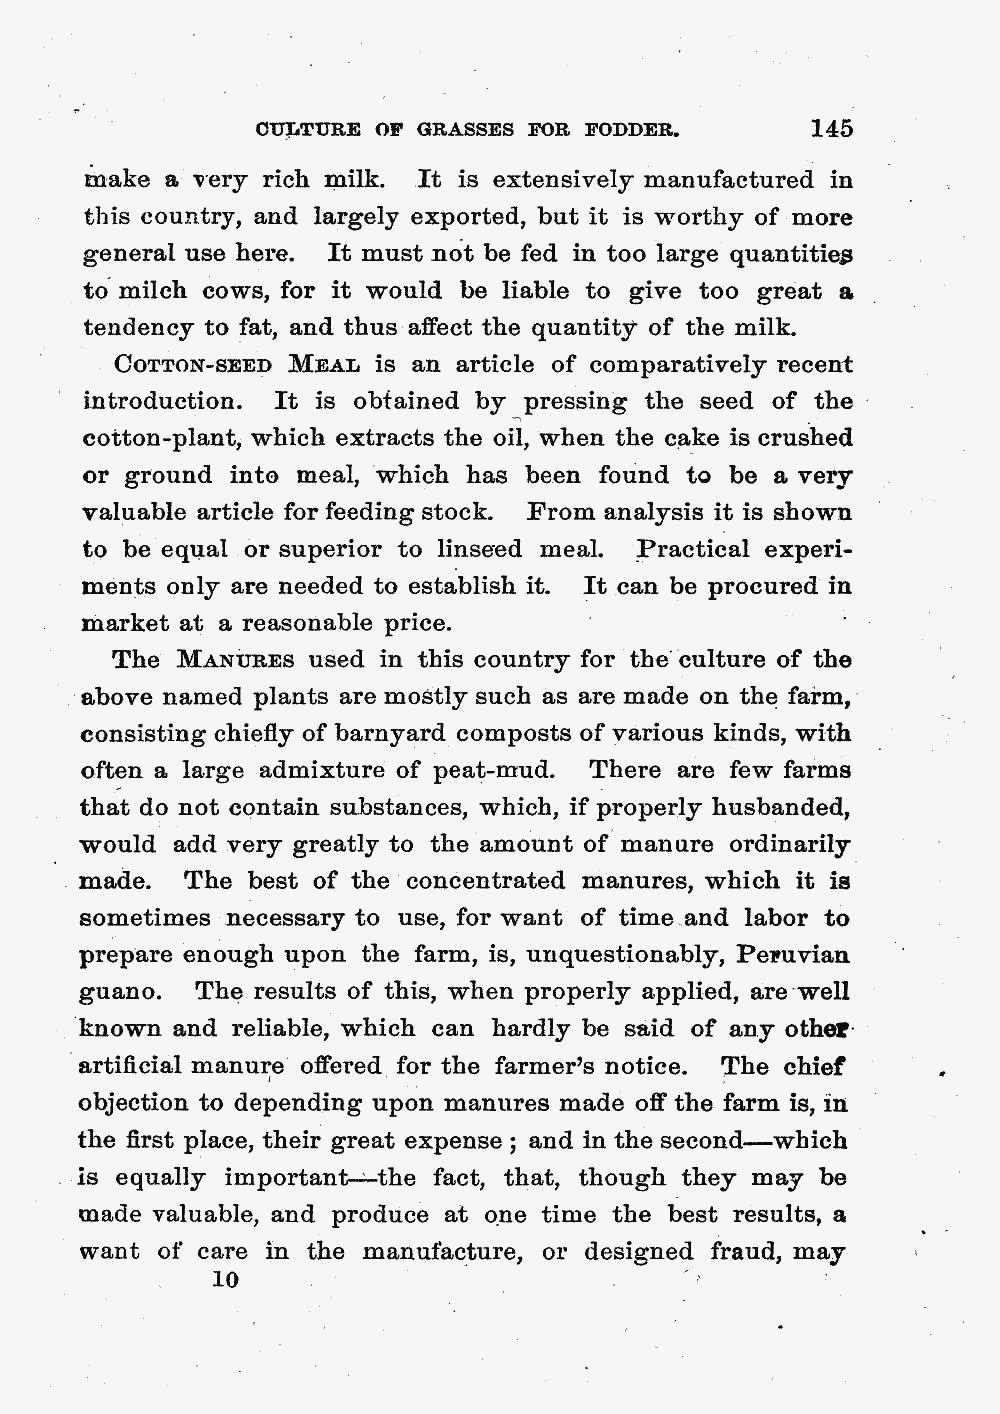 CULTURE OF GRASSES FOR FODDER. 145
make a very rich milk. It is extensively manufactured in
this country, and largely exported, but it is worthy of more
general use here. It must not be fed in too large quantities
to milch cows, for it would be liable to give too great a
tendency to fat, and thus affect the quantity of the milk.
COTTON-SEED MEAL is an article of comparatively recent
introduction. It is obtained by pressing the seed of the
cotton-plant, which extracts the oil, when the cake is crushed
or ground into meal, which has been found to be a very
valuable article for feeding stock. From analysis it is shown
to be equal or superior to linseed meal. Practical experi-
ments only are needed to establish it. It can be procured in
market at a reasonable price.
The MANURES used in this country for the culture of the
above named plants are mostly such as are made on the farm,
consisting chiefly of barnyard composts of various kinds, with
often a large admixture of peat-mud. There are few farms
that do not contain substances, which, if properly husbanded,
would add very greatly to the amount of manure ordinarily
made. The best of the concentrated manures, which it is
sometimes necessary to use, for want of time and labor to
prepare enough upon the farm, is, unquestionably, Peruvian
guano. The results of this, when properly applied, are well
known and reliable, which can hardly be said of any other
artificial manure offered for the farmer's notice. The chief
objection to depending upon manures made off the farm is, in
the first place, their great expense ; and in the second—which
is equally important—the fact, that, though they may be
made valuable, and produce at one time the best results, a
want of care in the manufacture, or designed fraud, may
10